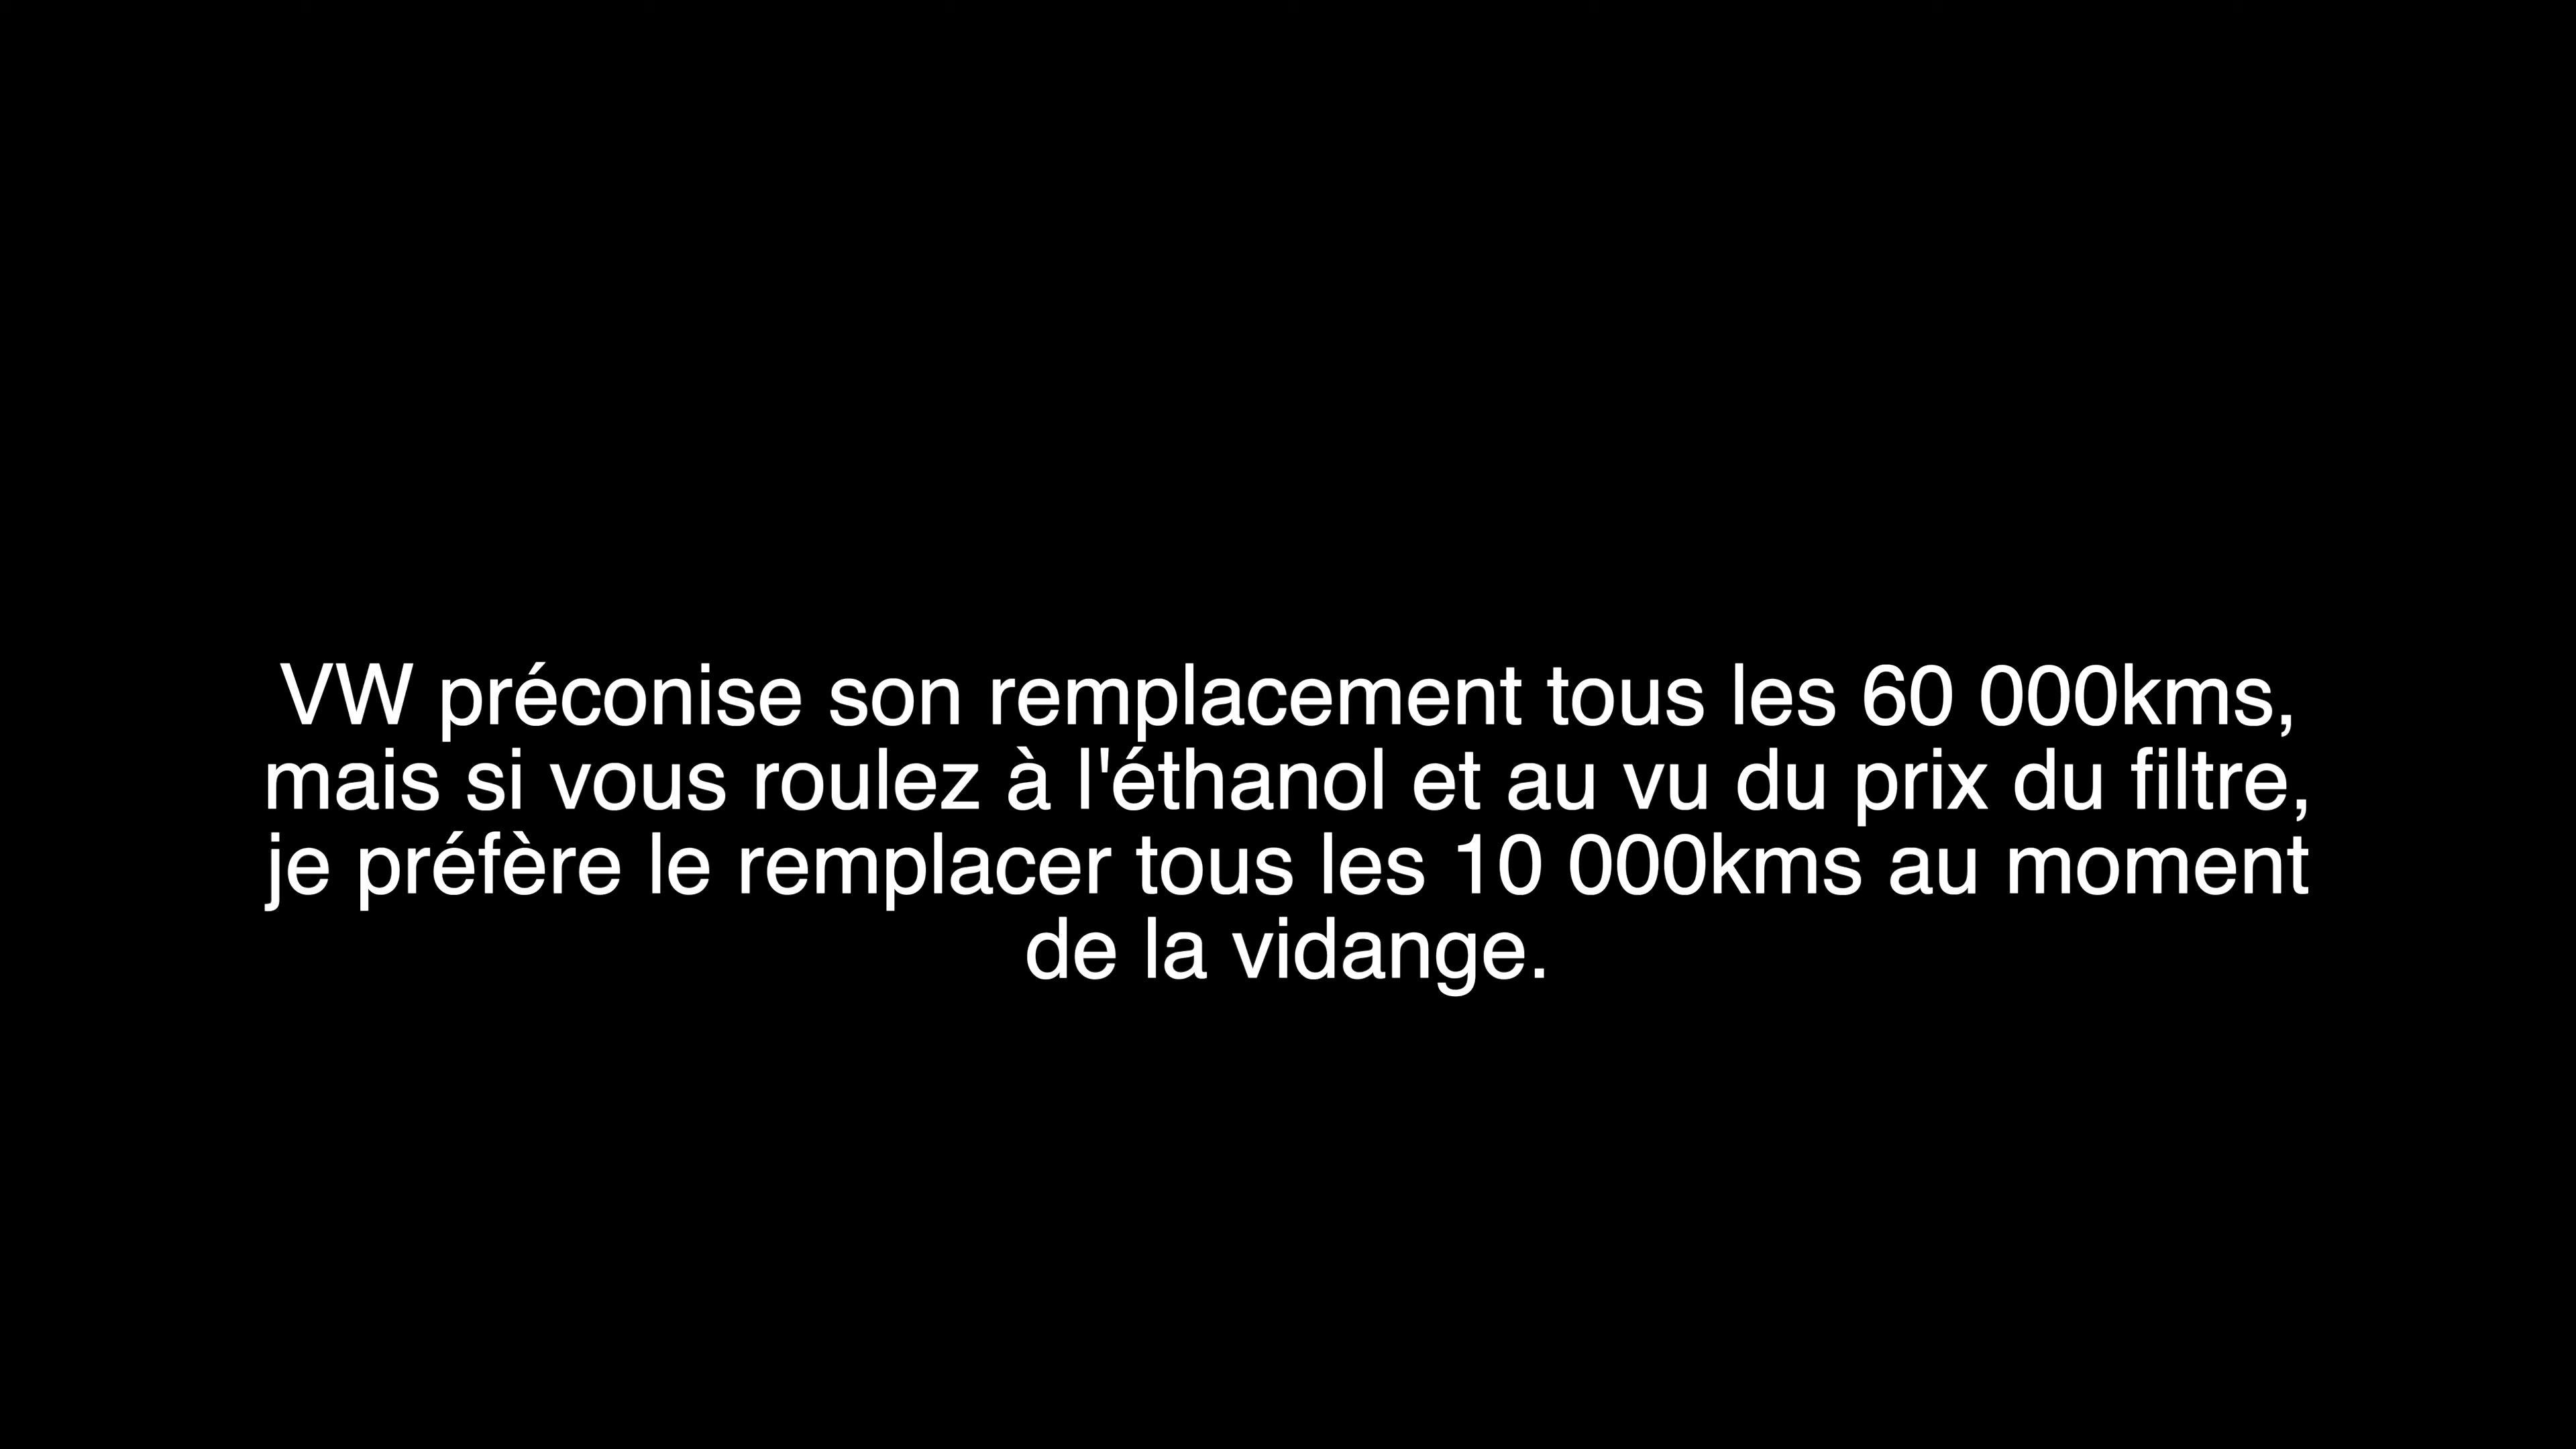 VW préconise son remplacement tous les 60 000kms,
mais si vous roulez à l'éthanol et au vu du prix du filtre,
je préfère le remplacer tous les 10 000kms au moment
de la vidange.